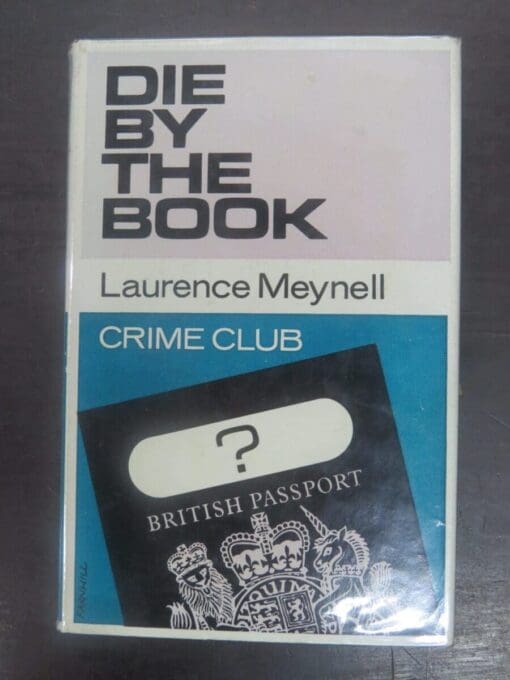 DIE
BY
THE
BOOK
Laurence Meynell
CRIME CLUB
?
BRITISH PASSPORT